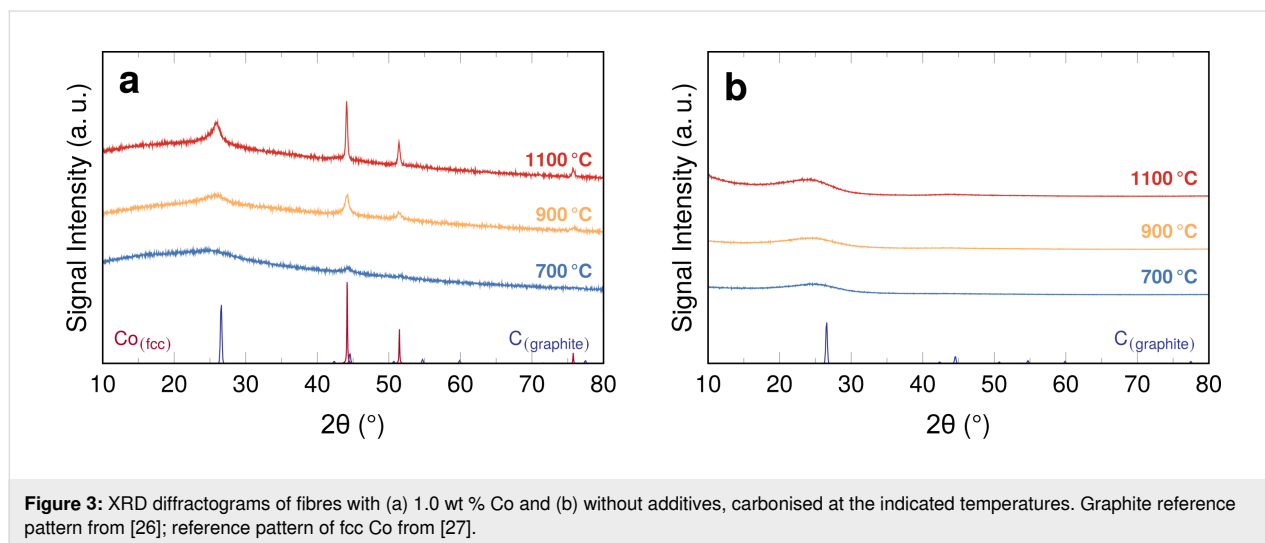 a
Signal Intensity (a. u.)
1100 °C
900 °C
700 °C
Co(fcc)
C(graphite)
10 20 30 40 50 60 70 80
2θ (°)
b
Signal Intensity (a. u.)
1100 °C
900 °C
700 °C
C(graphite)
10 20 30 40 50 60 70 80
2θ (°)
Figure 3: XRD diffractograms of fibres with (a) 1.0 wt % Co and (b) without additives, carbonised at the indicated temperatures. Graphite reference
pattern from [26]; reference pattern of fcc Co from [27].